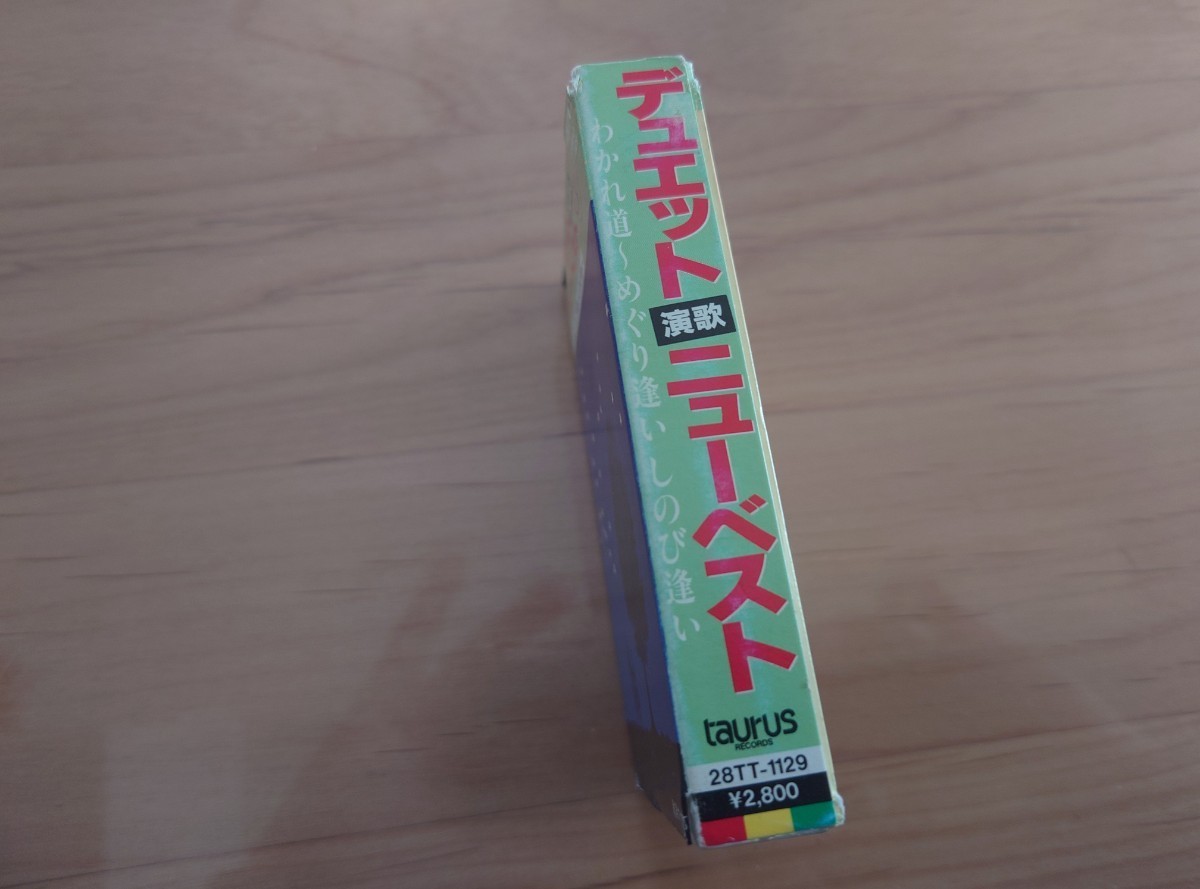 デュエット 演歌 ニューベスト
わかれ道～めぐり逢い しのび逢い
taurus
RECORDS
28TT-1129
¥2,800